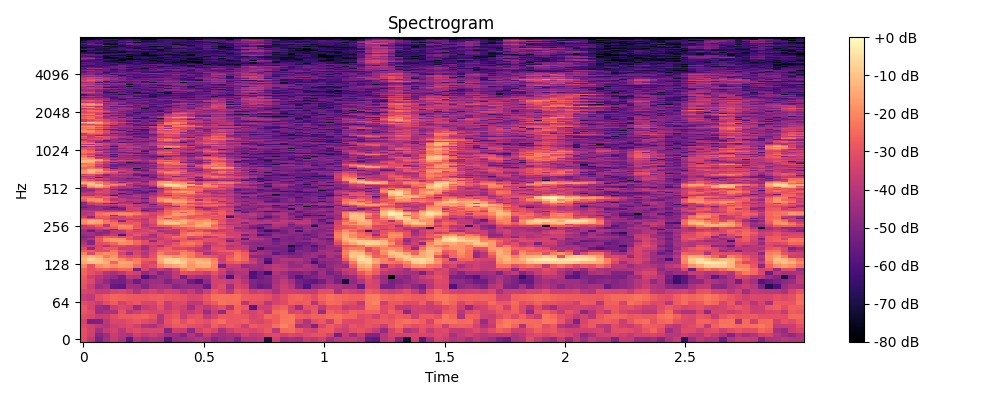 Spectrogram
Hz
4096
2048
1024
512
256
128
64
0
0
0.5
1
1.5
2
2.5
Time
+0 dB
-10 dB
-20 dB
-30 dB
-40 dB
-50 dB
-60 dB
-70 dB
-80 dB